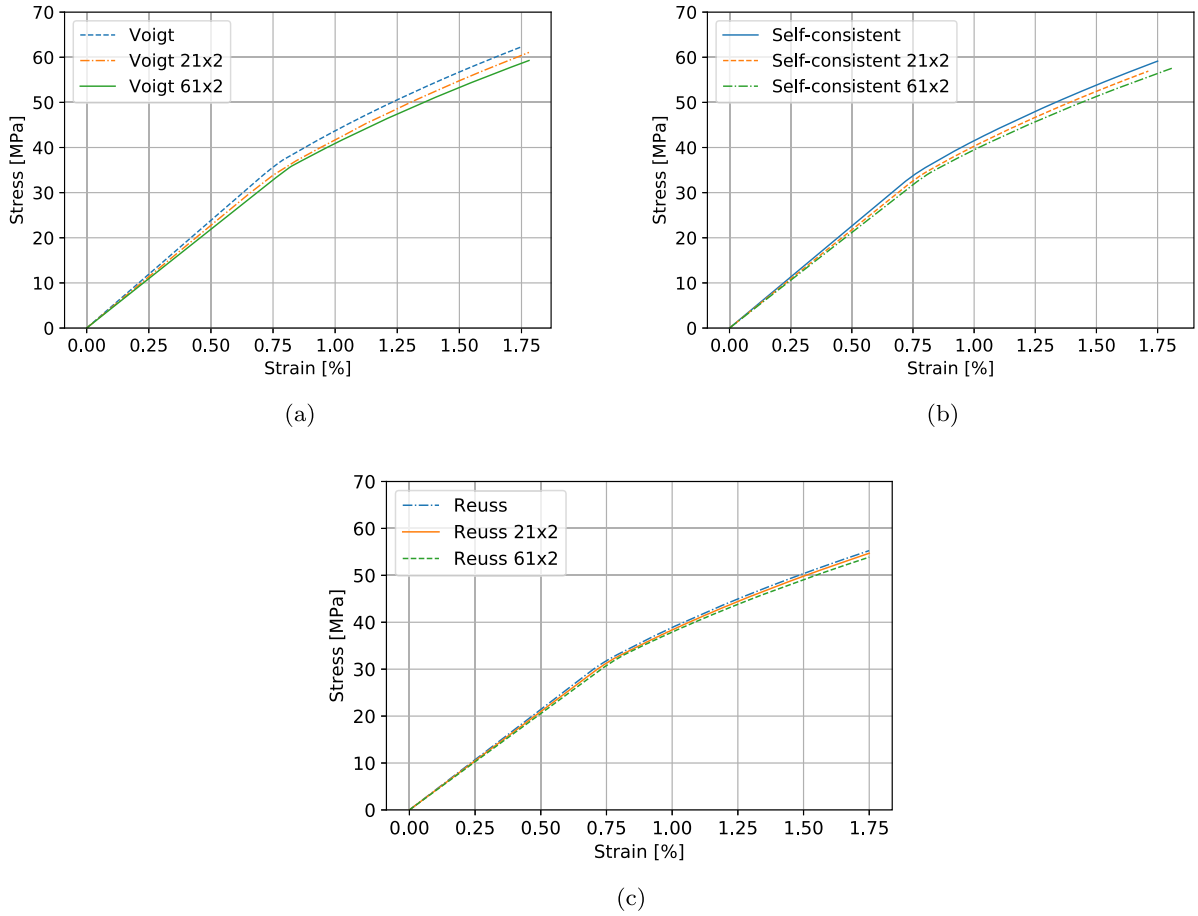 70
60
50
40
30
20
10
0
Stress [MPa]
Voigt
Voigt 21x2
Voigt 61x2
0.00 0.25 0.50 0.75 1.00 1.25 1.50 1.75
Strain [%]
(a)
70
60
50
40
30
20
10
0
Stress [MPa]
Self-consistent
Self-consistent 21x2
Self-consistent 61x2
0.00 0.25 0.50 0.75 1.00 1.25 1.50 1.75
Strain [%]
(b)
70
60
50
40
30
20
10
0
Stress [MPa]
Reuss
Reuss 21x2
Reuss 61x2
0.00 0.25 0.50 0.75 1.00 1.25 1.50 1.75
Strain [%]
(c)